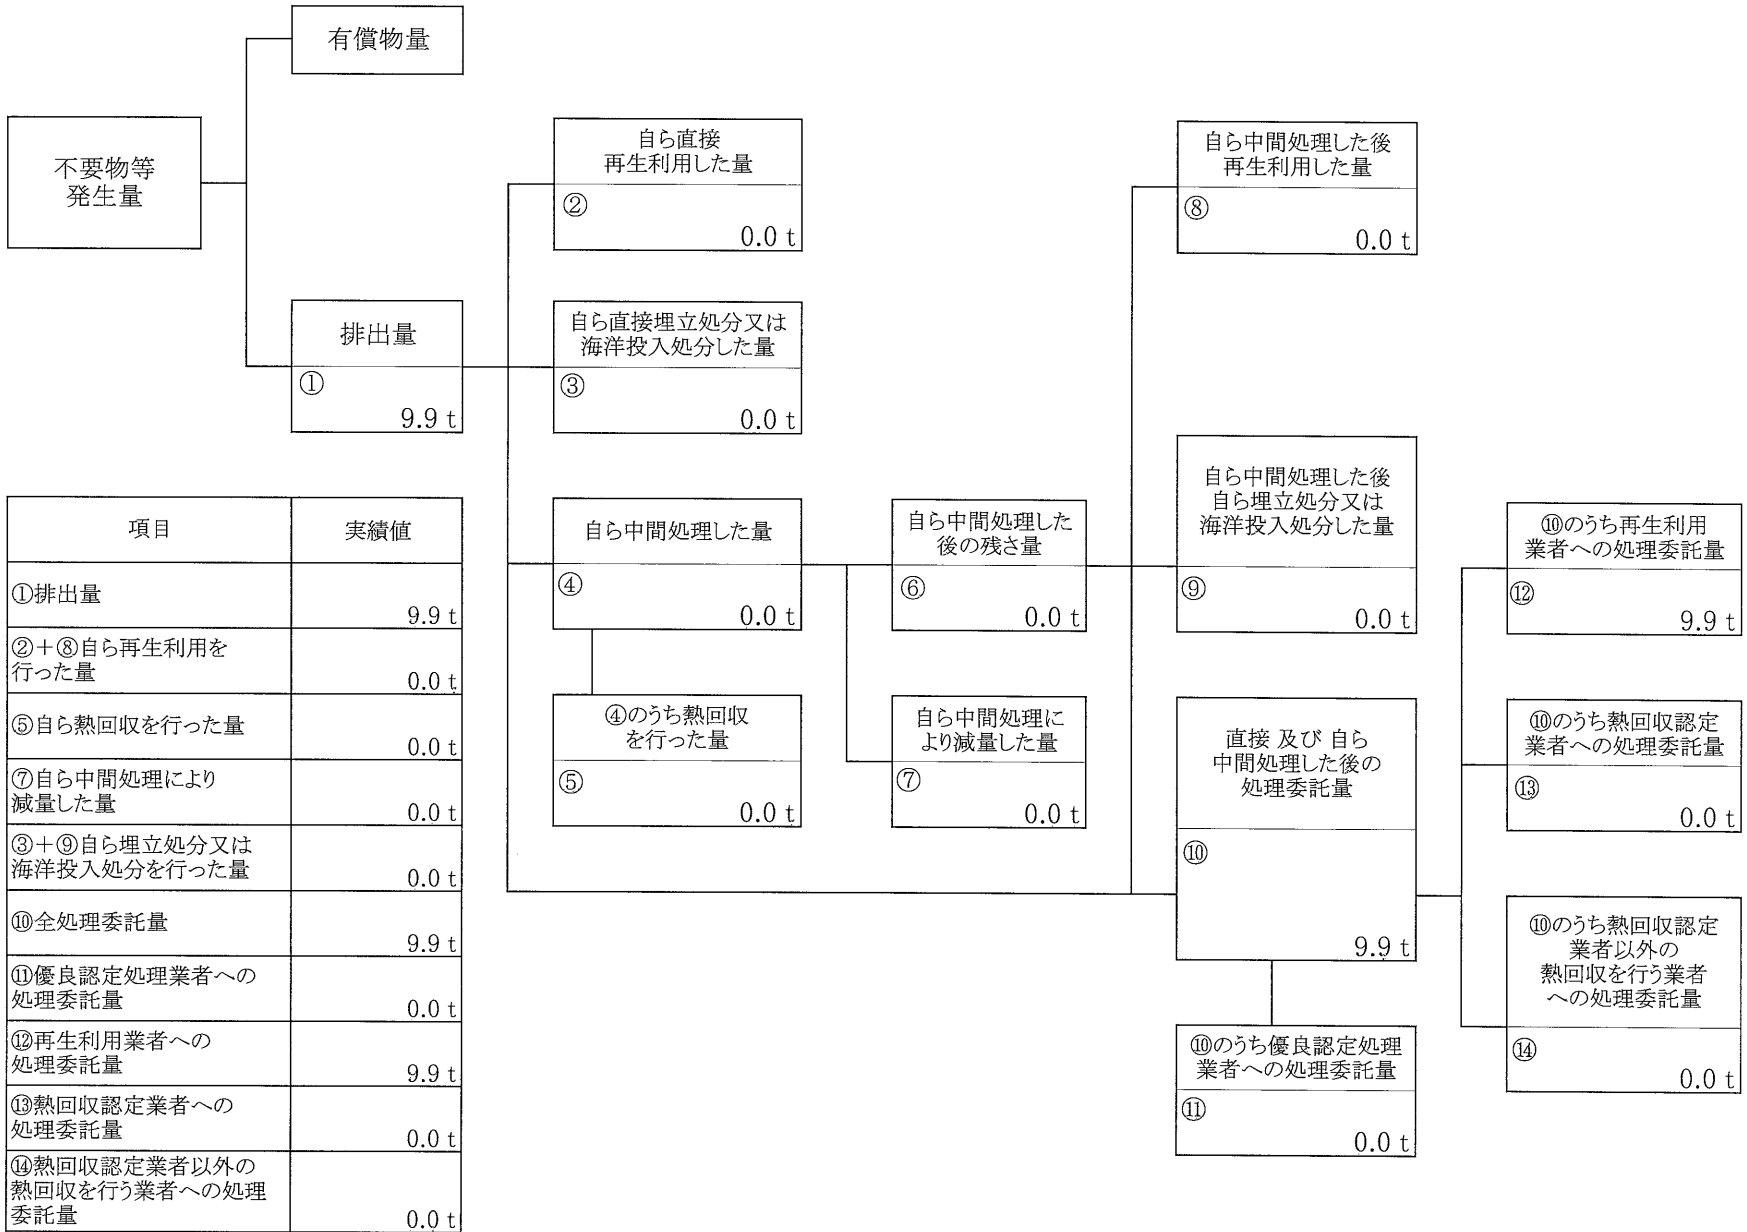 有償物量
不要物等
発生量
排出量
①
9.9 t
自ら直接
再生利用した量
②
0.0 t
自ら直接埋立処分又は
海洋投入処分した量
③
0.0 t
自ら中間処理した量
④
0.0 t
④のうち熱回収
を行った量
⑤
0.0 t
自ら中間処理した
後の残さ量
⑥
0.0 t
自ら中間処理に
より減量した量
⑦
0.0 t
自ら中間処理した後
再生利用した量
⑧
0.0 t
自ら中間処理した後
自ら埋立処分又は
海洋投入処分した量
⑨
0.0 t
直接 及び 自ら
中間処理した後の
処理委託量
⑩
9.9 t
⑩のうち優良認定処理
業者への処理委託量
⑪
0.0 t
⑩のうち再生利用
業者への処理委託量
⑫
9.9 t
⑩のうち熱回収認定
業者への処理委託量
⑬
0.0 t
⑩のうち熱回収認定
業者以外の
熱回収を行う業者
への処理委託量
⑭
0.0 t
項目 実績値
①排出量
9.9 t
②+⑧自ら再生利用を
行った量
0.0 t
⑤自ら熱回収を行った量
0.0 t
⑦自ら中間処理により
減量した量
0.0 t
③+⑨自ら埋立処分又は
海洋投入処分を行った量
0.0 t
⑩全処理委託量
9.9 t
⑪優良認定処理業者への
処理委託量
0.0 t
⑫再生利用業者への
処理委託量
9.9 t
⑬熱回収認定業者への
処理委託量
0.0 t
⑭熱回収認定業者以外の
熱回収を行う業者への処理
委託量
0.0 t